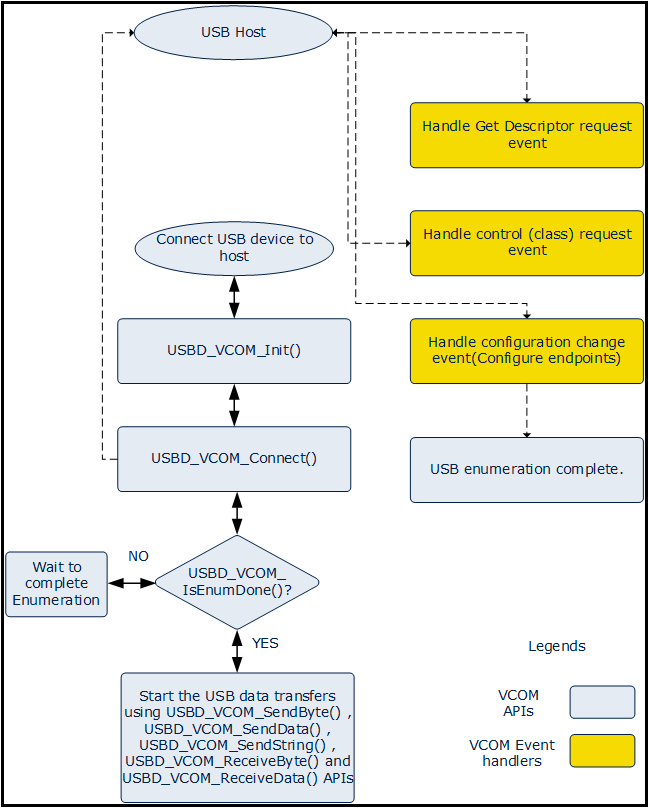 USB Host
Handle Get Descriptor request
event
Handle control (class) request
event
Connect USB device to
host
USBD_VCOM_Init()
Handle configuration change
event(Configure endpoints)
USBD_VCOM_Connect()
USB enumeration complete.
NO
Wait to
complete
Enumeration
USBD_VCOM_
IsEnumDone()?
YES
Start the USB data transfers
using USBD_VCOM_SendByte() ,
USBD_VCOM_SendData() ,
USBD_VCOM_SendString() ,
USBD_VCOM_ReceiveByte() and
USBD_VCOM_ReceiveData() APIs
Legends
VCOM
APIs
VCOM Event
handlers